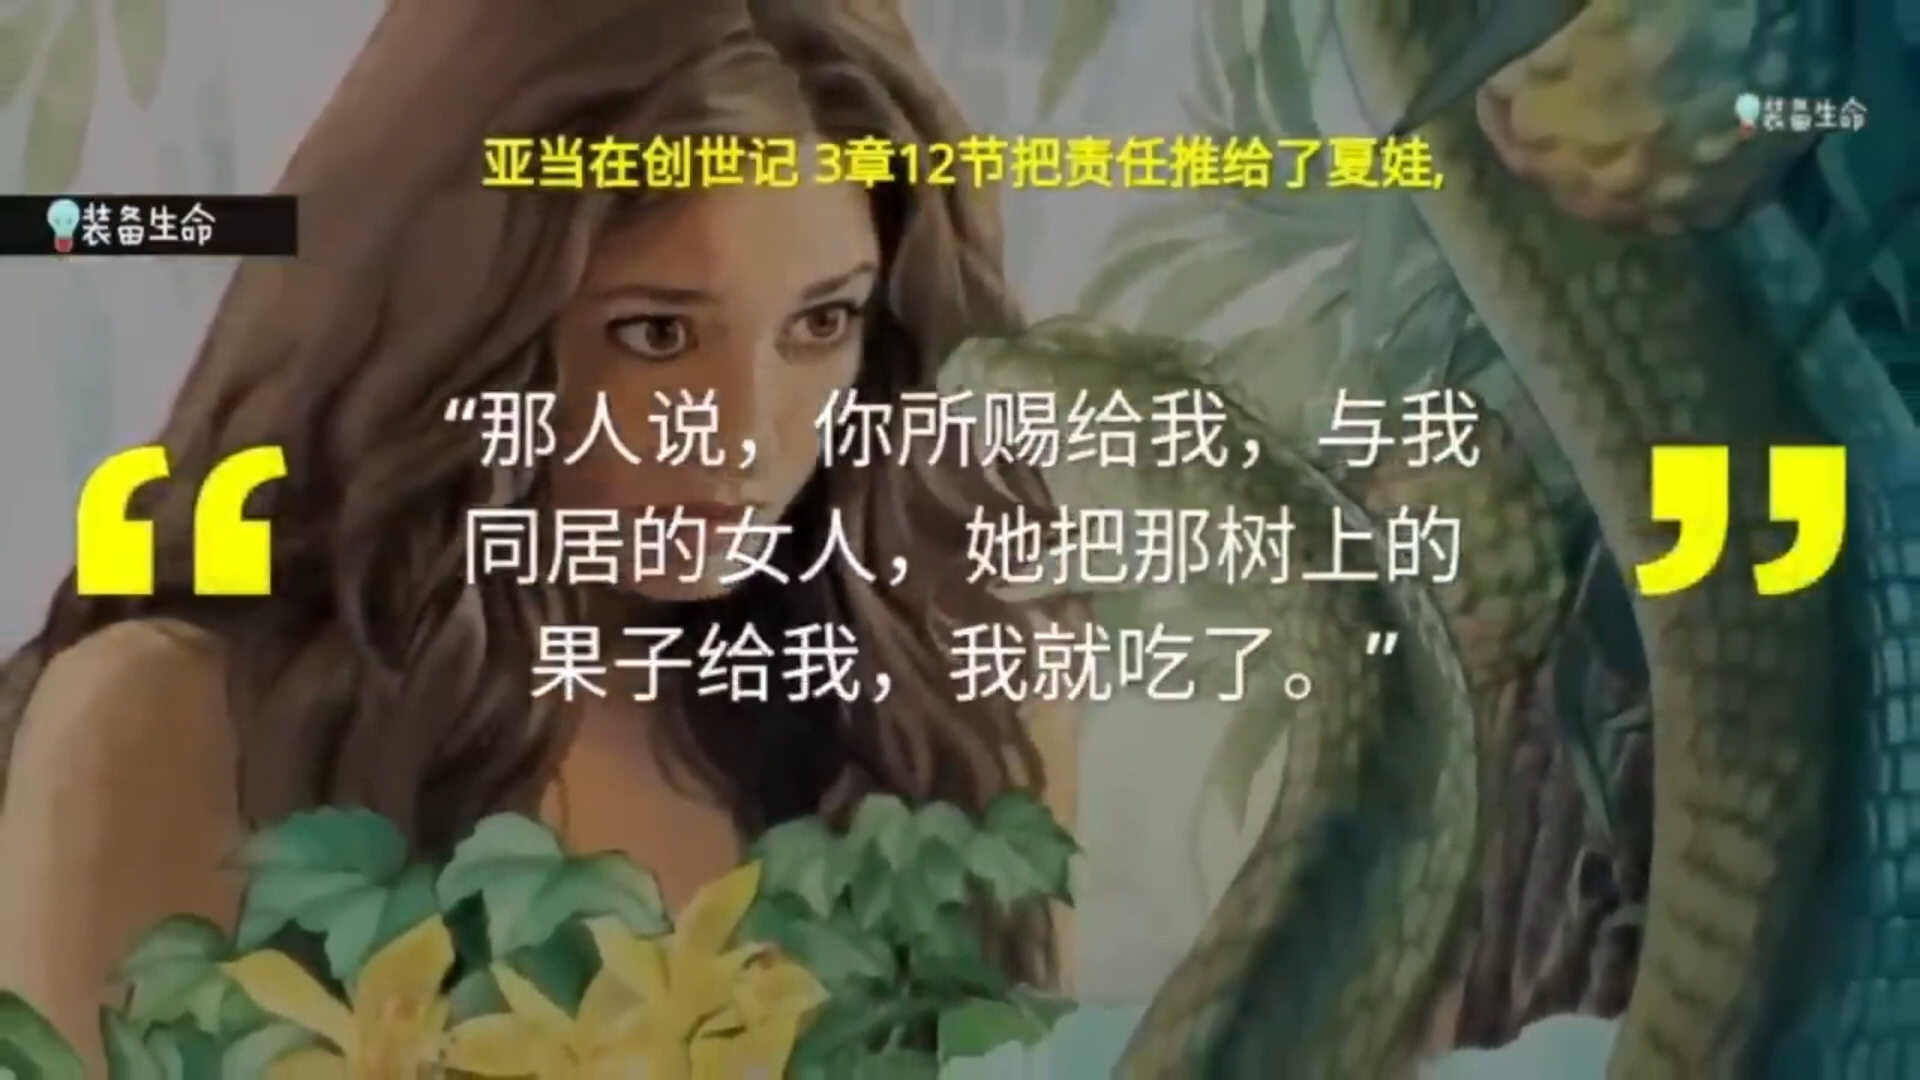 装备生命
亚当在创世记 3章12节把责任推给了夏娃,
装备生命
“那人说，你所赐给我，与我
同居的女人，她把那树上的
果子给我，我就吃了。”